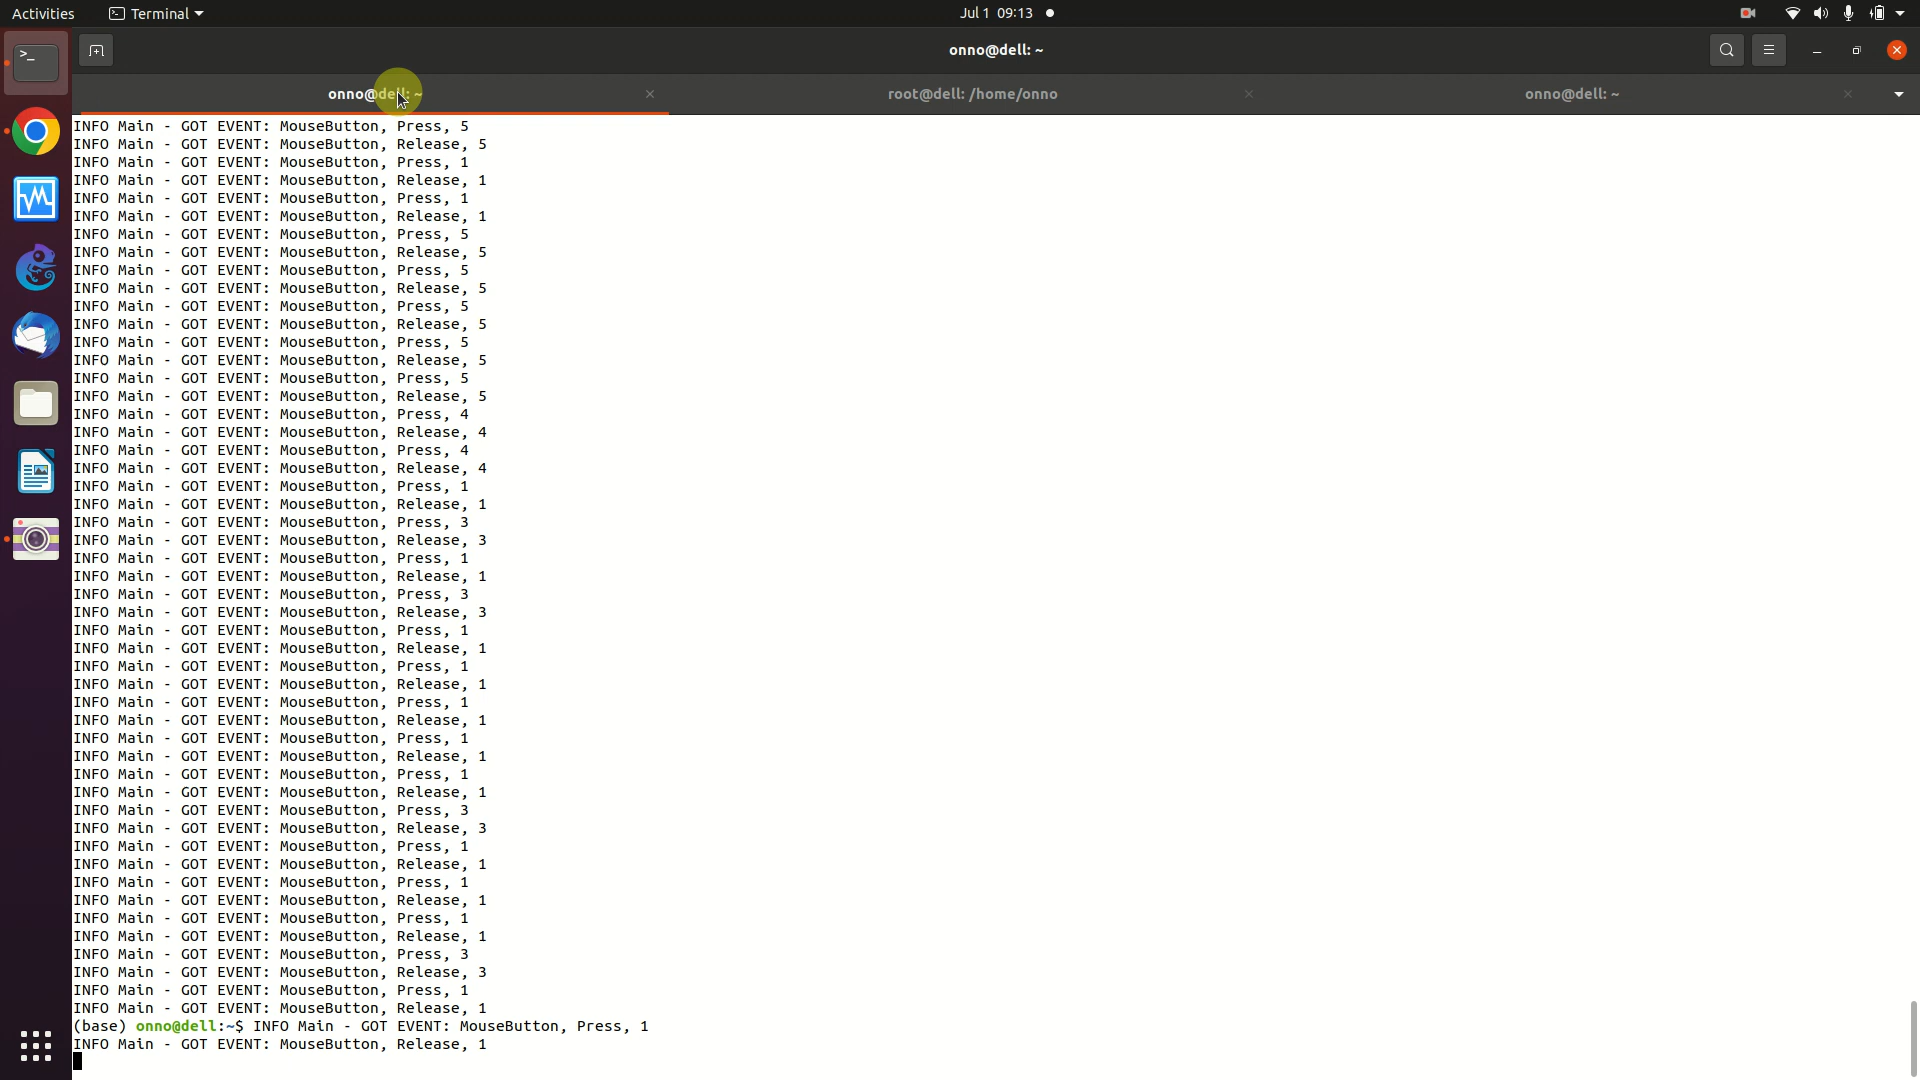 Activities
Terminal
Jul 1 09:13
onno@dell: ~
onno@dell: ~
root@dell: /home/onno
onno@dell: ~
INFO Main - GOT EVENT: MouseButton, Press, 5
INFO Main - GOT EVENT: MouseButton, Release, 5
INFO Main - GOT EVENT: MouseButton, Press, 1
INFO Main - GOT EVENT: MouseButton, Release, 1
INFO Main - GOT EVENT: MouseButton, Press, 1
INFO Main - GOT EVENT: MouseButton, Release, 1
INFO Main - GOT EVENT: MouseButton, Press, 5
INFO Main - GOT EVENT: MouseButton, Release, 5
INFO Main - GOT EVENT: MouseButton, Press, 5
INFO Main - GOT EVENT: MouseButton, Release, 5
INFO Main - GOT EVENT: MouseButton, Press, 5
INFO Main - GOT EVENT: MouseButton, Release, 5
INFO Main - GOT EVENT: MouseButton, Press, 5
INFO Main - GOT EVENT: MouseButton, Release, 5
INFO Main - GOT EVENT: MouseButton, Press, 5
INFO Main - GOT EVENT: MouseButton, Release, 5
INFO Main - GOT EVENT: MouseButton, Press, 4
INFO Main - GOT EVENT: MouseButton, Release, 4
INFO Main - GOT EVENT: MouseButton, Press, 4
INFO Main - GOT EVENT: MouseButton, Release, 4
INFO Main - GOT EVENT: MouseButton, Press, 1
INFO Main - GOT EVENT: MouseButton, Release, 1
INFO Main - GOT EVENT: MouseButton, Press, 3
INFO Main - GOT EVENT: MouseButton, Release, 3
INFO Main - GOT EVENT: MouseButton, Press, 1
INFO Main - GOT EVENT: MouseButton, Release, 1
INFO Main - GOT EVENT: MouseButton, Press, 3
INFO Main - GOT EVENT: MouseButton, Release, 3
INFO Main - GOT EVENT: MouseButton, Press, 1
INFO Main - GOT EVENT: MouseButton, Release, 1
INFO Main - GOT EVENT: MouseButton, Press, 1
INFO Main - GOT EVENT: MouseButton, Release, 1
INFO Main - GOT EVENT: MouseButton, Press, 1
INFO Main - GOT EVENT: MouseButton, Release, 1
INFO Main - GOT EVENT: MouseButton, Press, 1
INFO Main - GOT EVENT: MouseButton, Release, 1
INFO Main - GOT EVENT: MouseButton, Press, 1
INFO Main - GOT EVENT: MouseButton, Release, 1
INFO Main - GOT EVENT: MouseButton, Press, 3
INFO Main - GOT EVENT: MouseButton, Release, 3
INFO Main - GOT EVENT: MouseButton, Press, 1
INFO Main - GOT EVENT: MouseButton, Release, 1
INFO Main - GOT EVENT: MouseButton, Press, 1
INFO Main - GOT EVENT: MouseButton, Release, 1
INFO Main - GOT EVENT: MouseButton, Press, 1
INFO Main - GOT EVENT: MouseButton, Release, 1
INFO Main - GOT EVENT: MouseButton, Press, 3
INFO Main - GOT EVENT: MouseButton, Release, 3
INFO Main - GOT EVENT: MouseButton, Press, 1
INFO Main - GOT EVENT: MouseButton, Release, 1
(base) onno@dell:~$ INFO Main - GOT EVENT: MouseButton, Press, 1
INFO Main - GOT EVENT: MouseButton, Release, 1